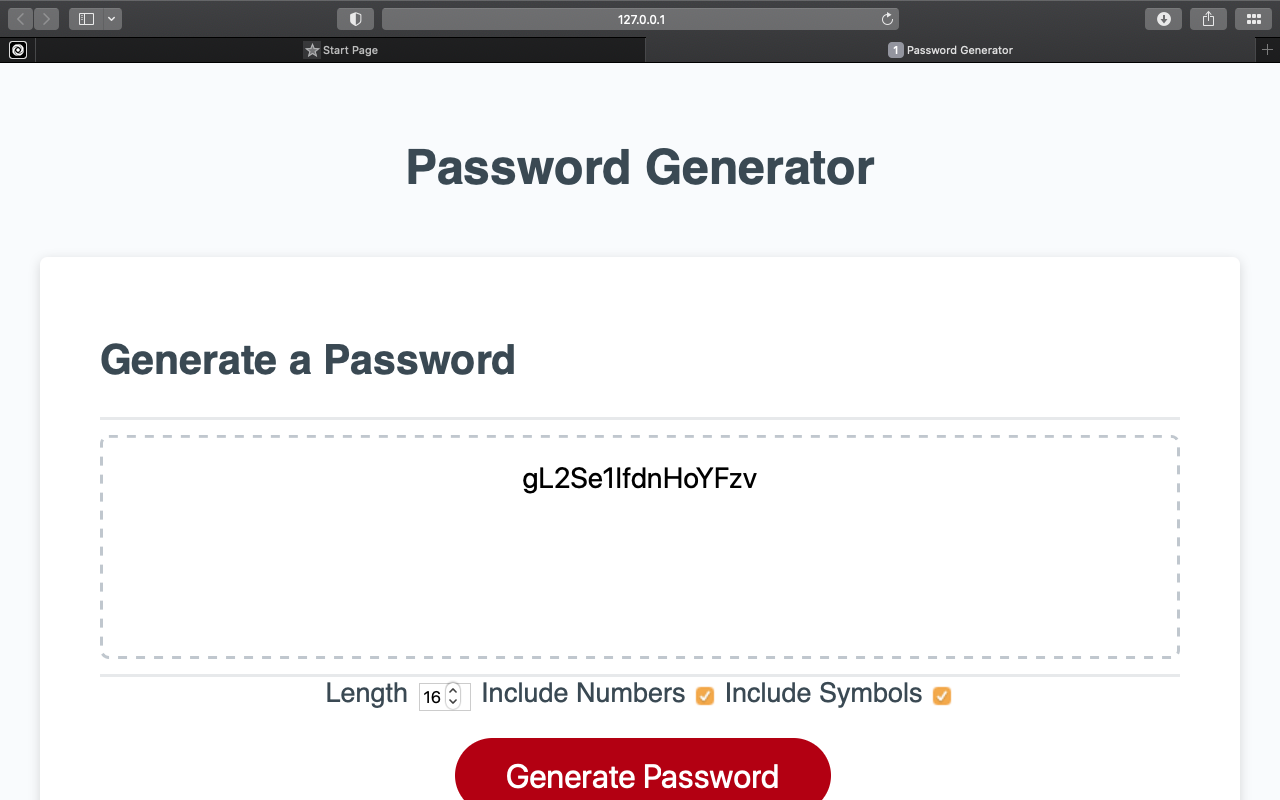 127.0.0.1
Start Page
1 Password Generator
Password Generator
Generate a Password
gL2Se1IfdnHoYFzv
Length 16 Include Numbers Include Symbols
Generate Password